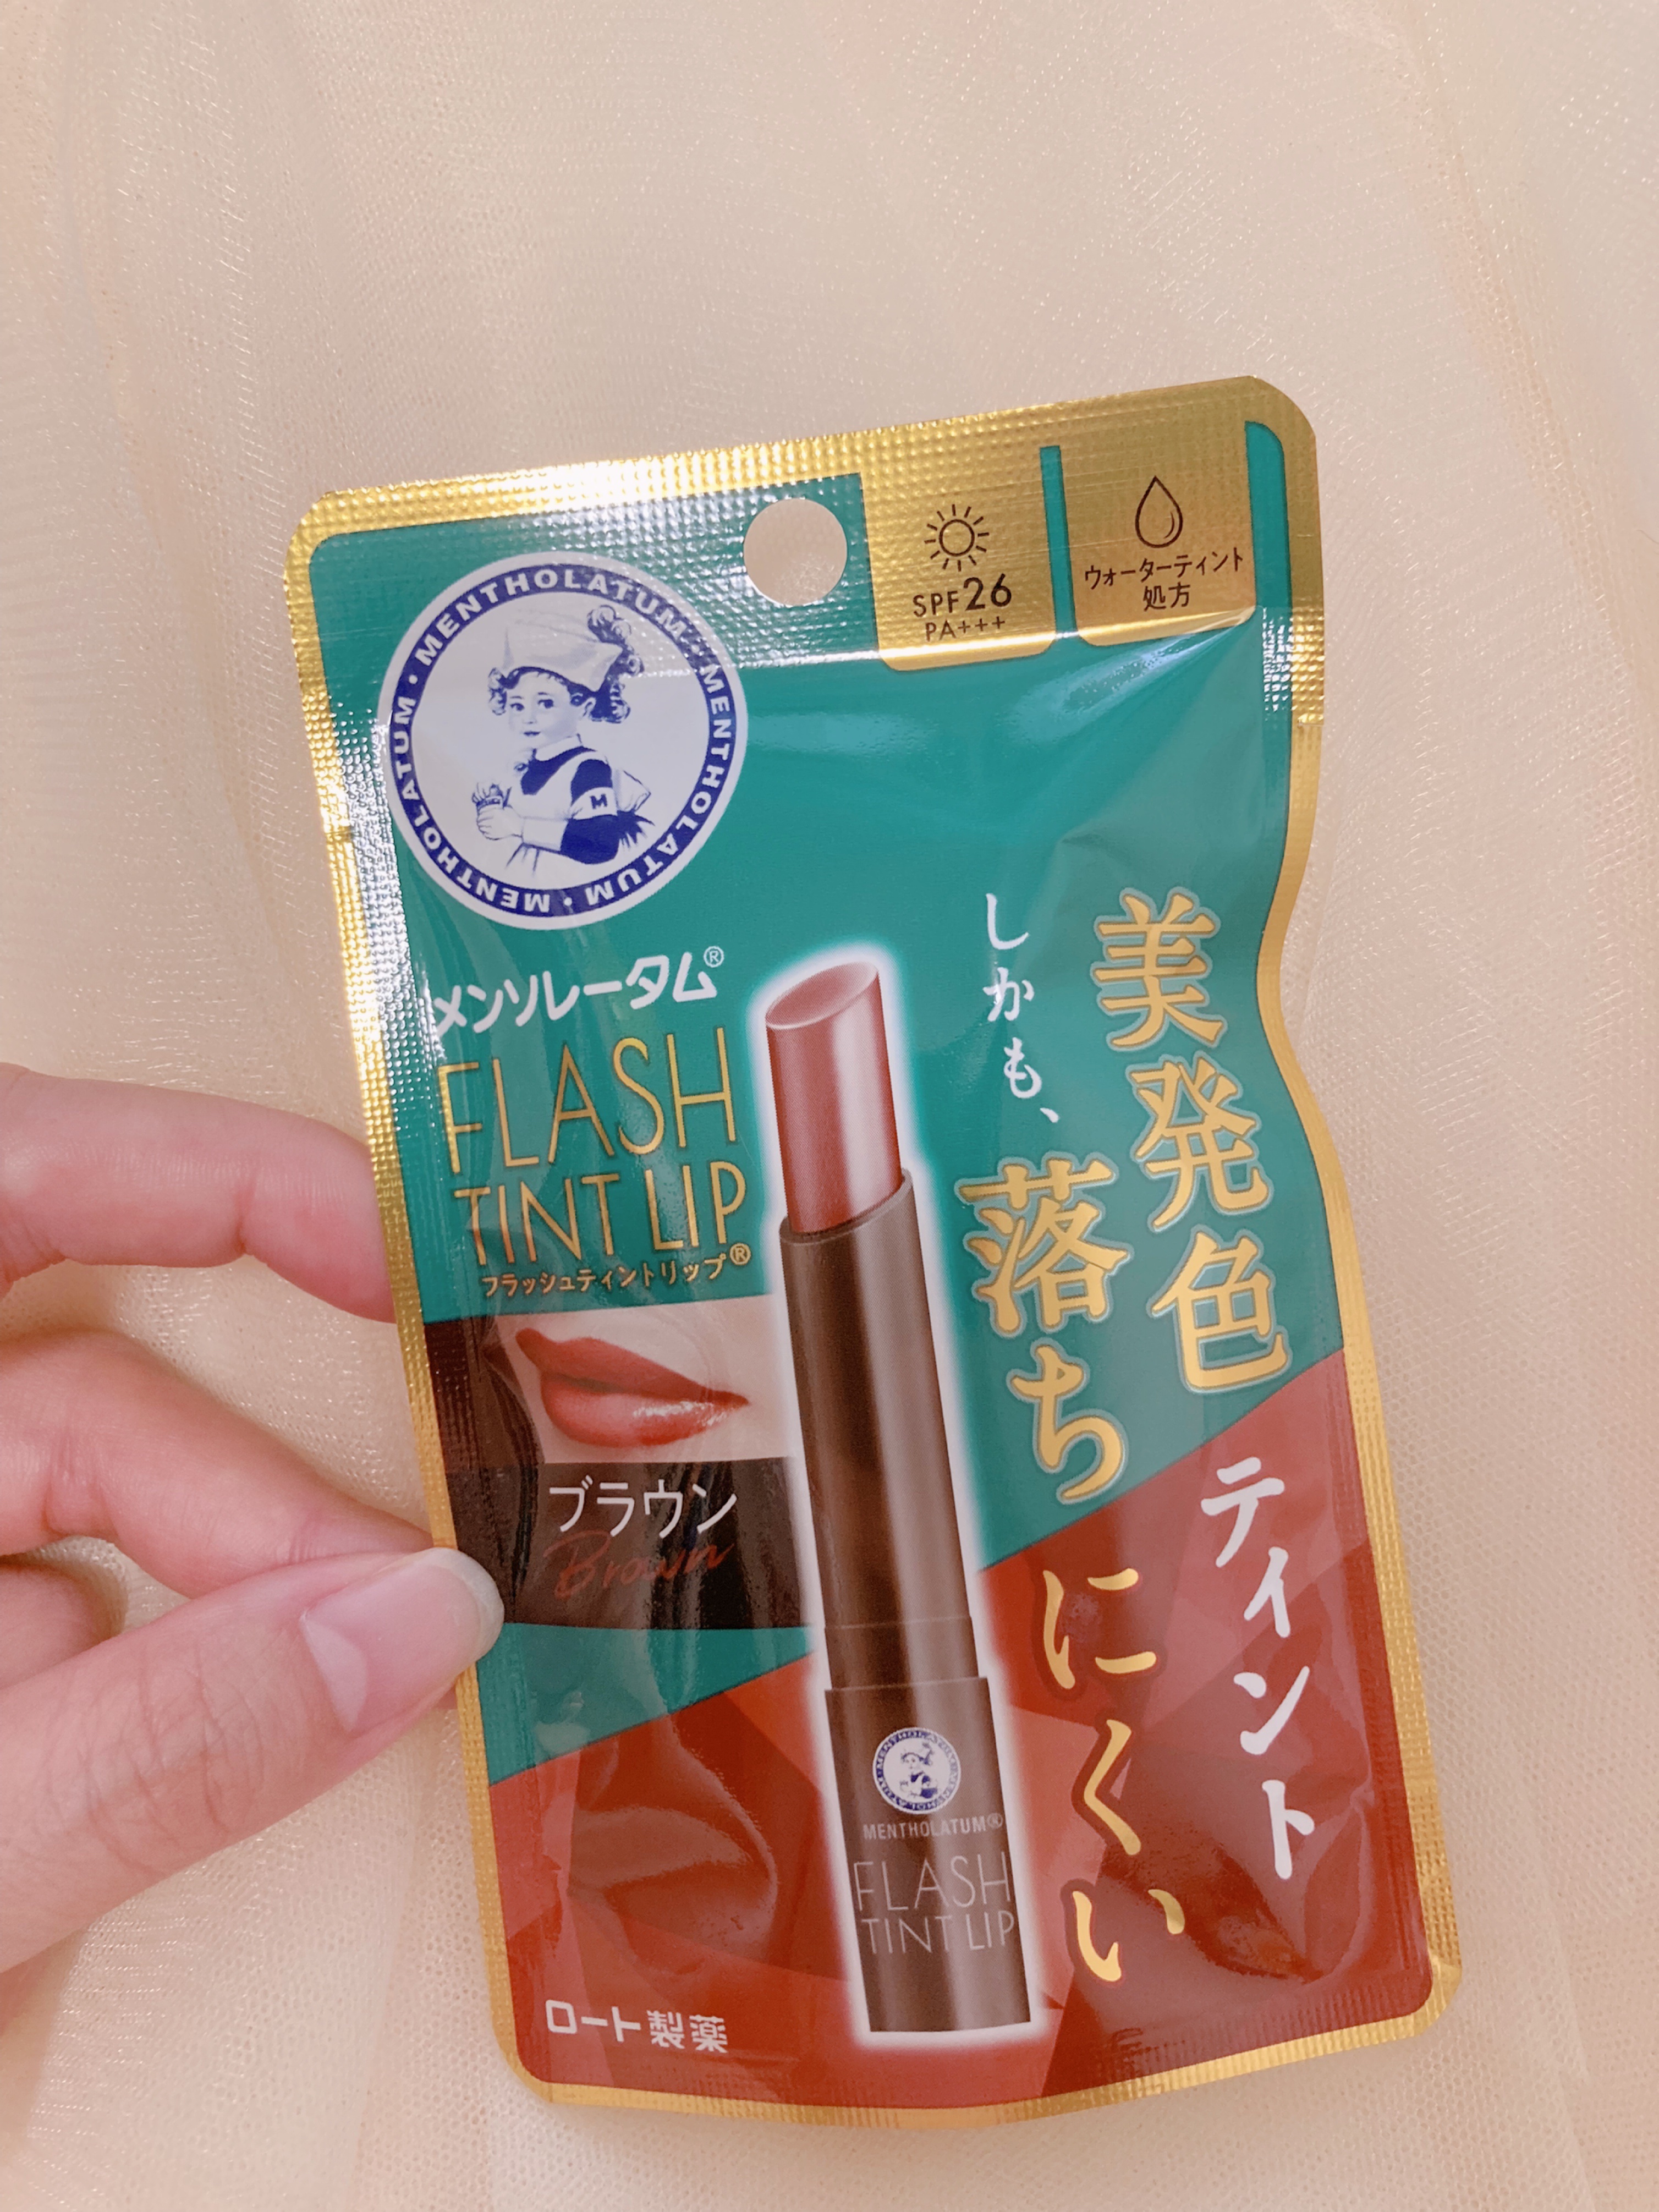 SPF26
PA+++
ウォーターティント
処方
MENTHOLATUM・MENTHOLATUM・MENTHOLATUM・MENTHOLATUM・
M
メンソレータム®
FLASH
TINT LIP
フラッシュティントリップ®
美発色ティント
しかも、落ちにくい
ブラウン
Brown
MENTHOLATUM®
FLASH
TINT LIP
ロート製薬